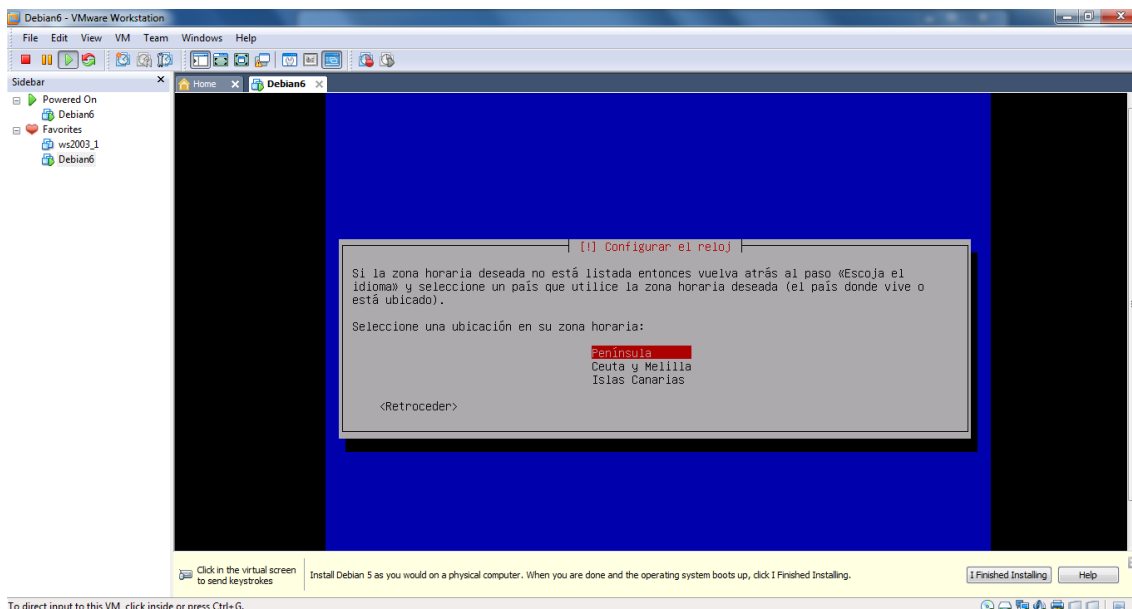 Debian6 - VMware Workstation
File Edit View VM Team Windows Help
Sidebar
Powered On
Debian6
Favorites
ws2003_1
Debian6
Home
Debian6
[!] Configurar el reloj
Si la zona horaria deseada no está listada entonces vuelva atrás al paso «Escoja el
idioma» y seleccione un país que utilice la zona horaria deseada (el país donde vive o
está ubicado).
Seleccione una ubicación en su zona horaria:
Península
Ceuta y Melilla
Islas Canarias
<Retroceder>
Click in the virtual screen
to send keystrokes
Install Debian 5 as you would on a physical computer. When you are done and the operating system boots up, click I Finished Installing.
I Finished Installing
Help
To direct input to this VM, click inside or press Ctrl+G.